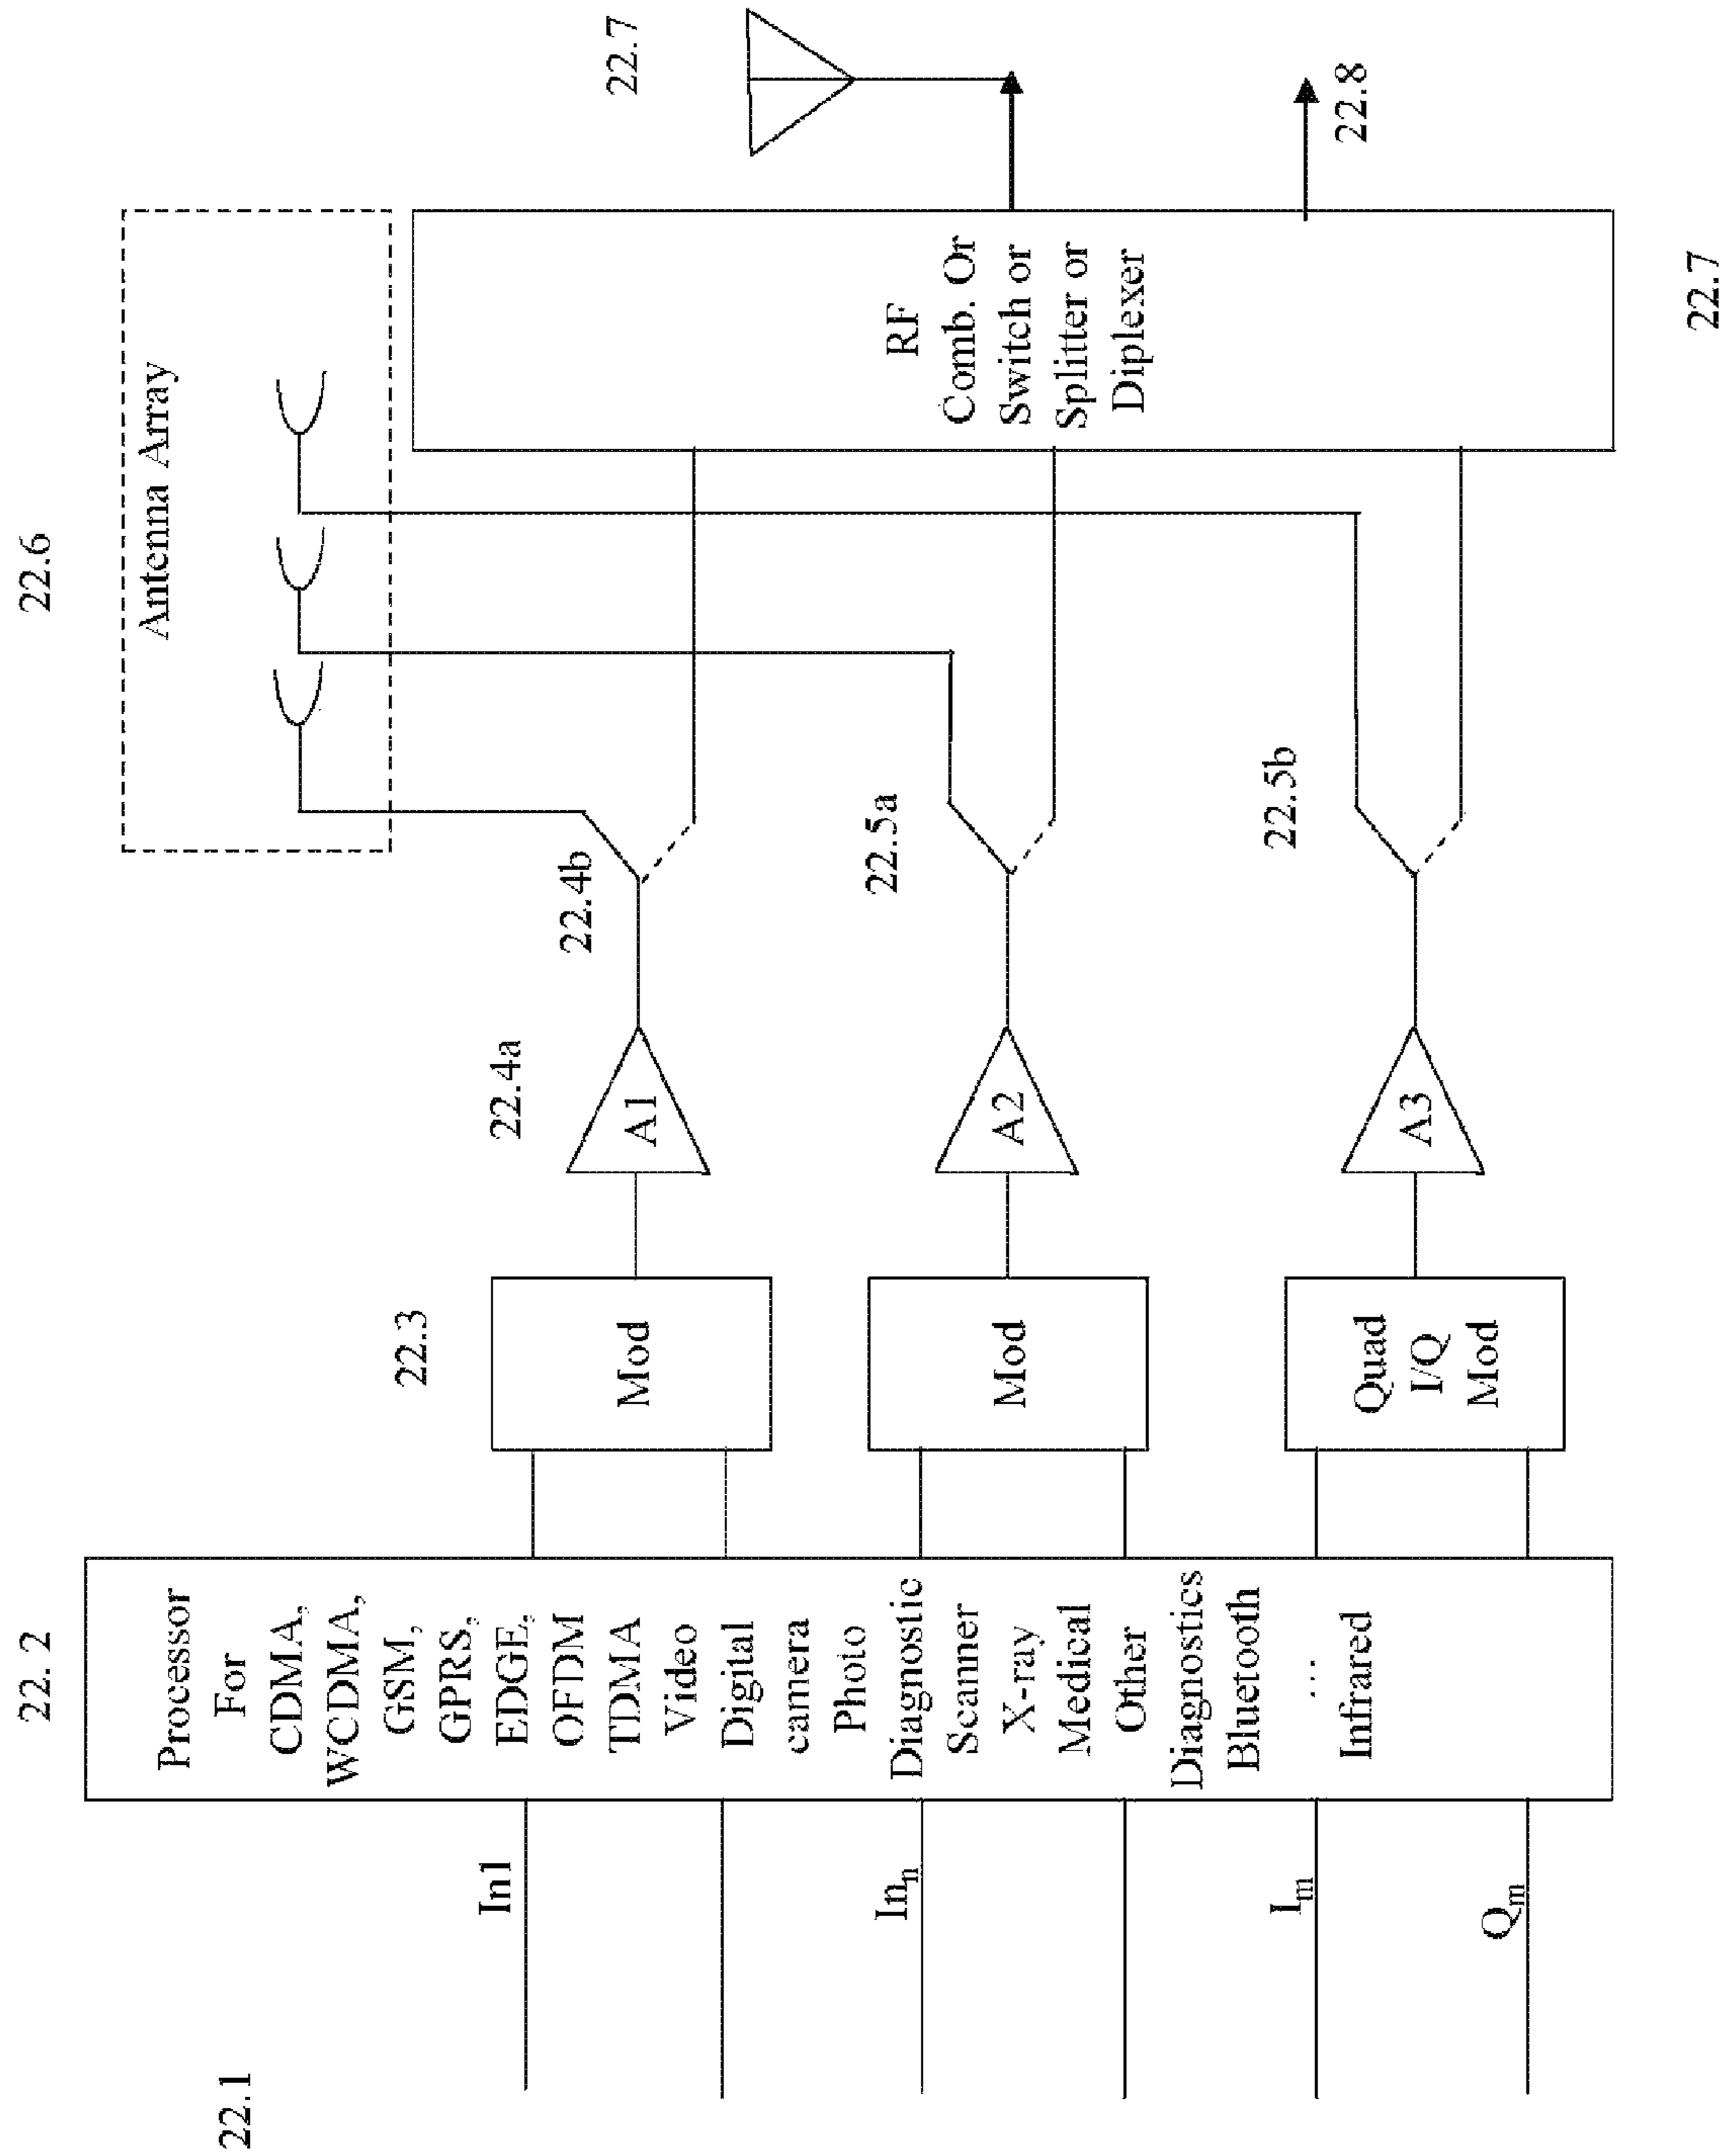 22.6
Antenna Array
22.7
22.1
22. 2
Processor
For
CDMA,
WCDMA,
GSM,
GPRS,
EDGE,
OFDM
TDMA
Video
Digital
camera
Photo
Diagnostic
Scanner
X-ray
Medical
Other
Diagnostics
Bluetooth
...
Infrared
In1
Inn
Im
Qm
22.3
Mod
Mod
Quad
I/Q
Mod
22.4a
A1
A2
A3
22.4b
22.5a
22.5b
RF
Comb. Or
Switch or
Splitter or
Diplexer
22.8
22.7